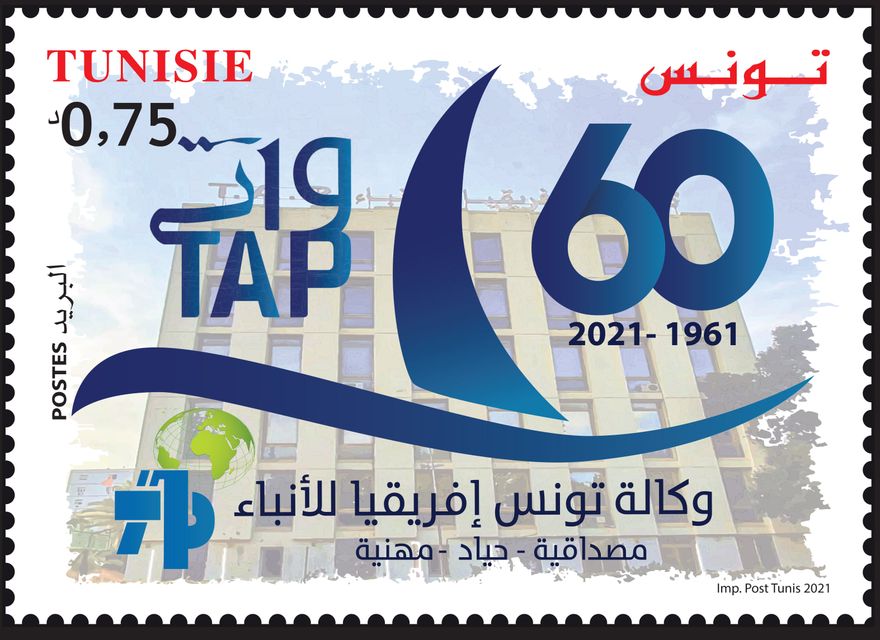 TUNISIE
تونس
0,75 د
وات
TAP
60
2021- 1961
البريد
POSTES
وكالة تونس إفريقيا للأنباء
مصداقية - حياد - مهنية
Imp. Post Tunis 2021